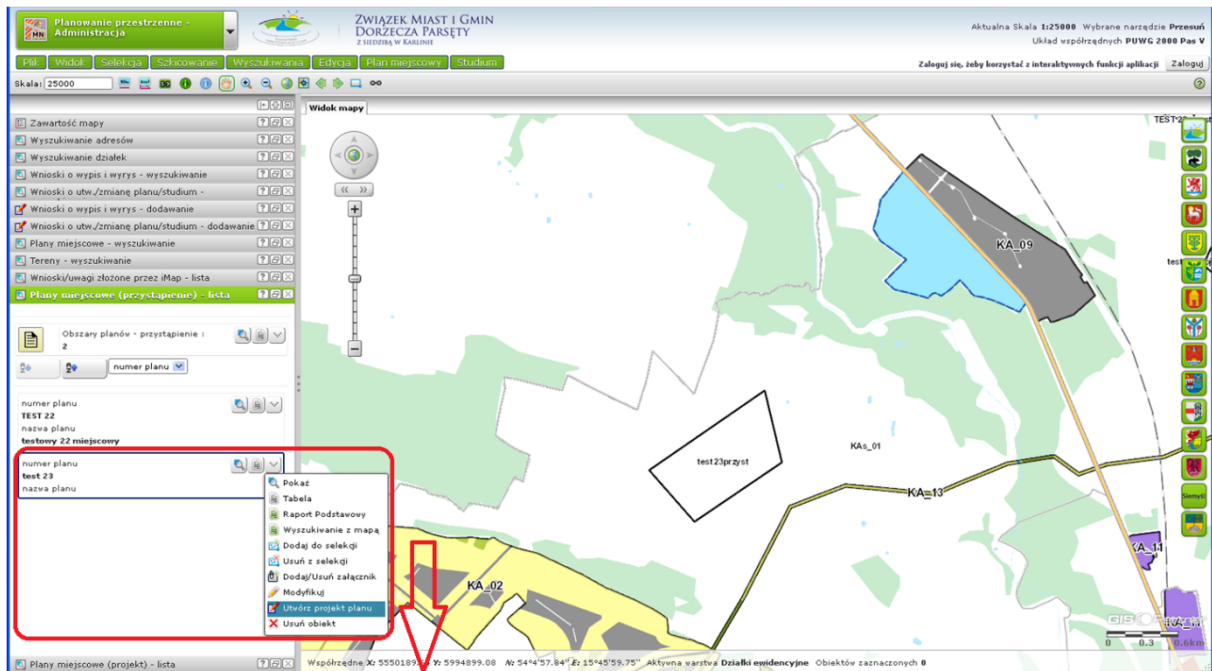 Planowanie przestrzenne -
Administracja
Związek Miast i Gmin
Dorzecza Parsęty
z siedzibą w Karlinie
Aktualna Skala 1:25000 Wybrane narzędzie Przesuń
Układ współrzędnych PUWG 2000 Pas V
Plik Widok Selekcja Szkicowanie Wyszukiwania Edycja Plan miejscowy Studium
Zaloguj się, żeby korzystać z interaktywnych funkcji aplikacji Zaloguj
Skala: 25000
Widok mapy
Zawartość mapy
Wyszukiwanie adresów
Wyszukiwanie działek
Wnioski o wypis i wyrys - wyszukiwanie
Wnioski o utw./zmianę planu/studium -
Wnioski o wypis i wyrys - dodawanie
Wnioski o utw./zmianę planu/studium - dodawanie
Plany miejscowe - wyszukiwanie
Tereny - wyszukiwanie
Wnioski/uwagi złożone przez iMap - lista
Plany miejscowe (przystąpienie) - lista
Obszary planów - przystąpienie :
2
numer planu
numer planu
TEST 22
nazwa planu
testowy 22 miejscowy
numer planu
test 23
nazwa planu
Pokaż
Tabela
Raport Podstawowy
Wyszukiwanie z mapą
Dodaj do selekcji
Usuń z selekcji
Dodaj/Usuń załącznik
Modyfikuj
Utwórz projekt planu
Usuń obiekt
Plany miejscowe (projekt) - lista
KA_09
KAs_01
test23przyst
KA_13
KA_11
KA_02
Siemyśl
0 0.3 0.6km
Współrzędne X: Y: 5994899.08 N: 54°4'57.84" E: 15°45'59.75" Aktywna warstwa Działki ewidencyjne Obiektów zaznaczonych 0